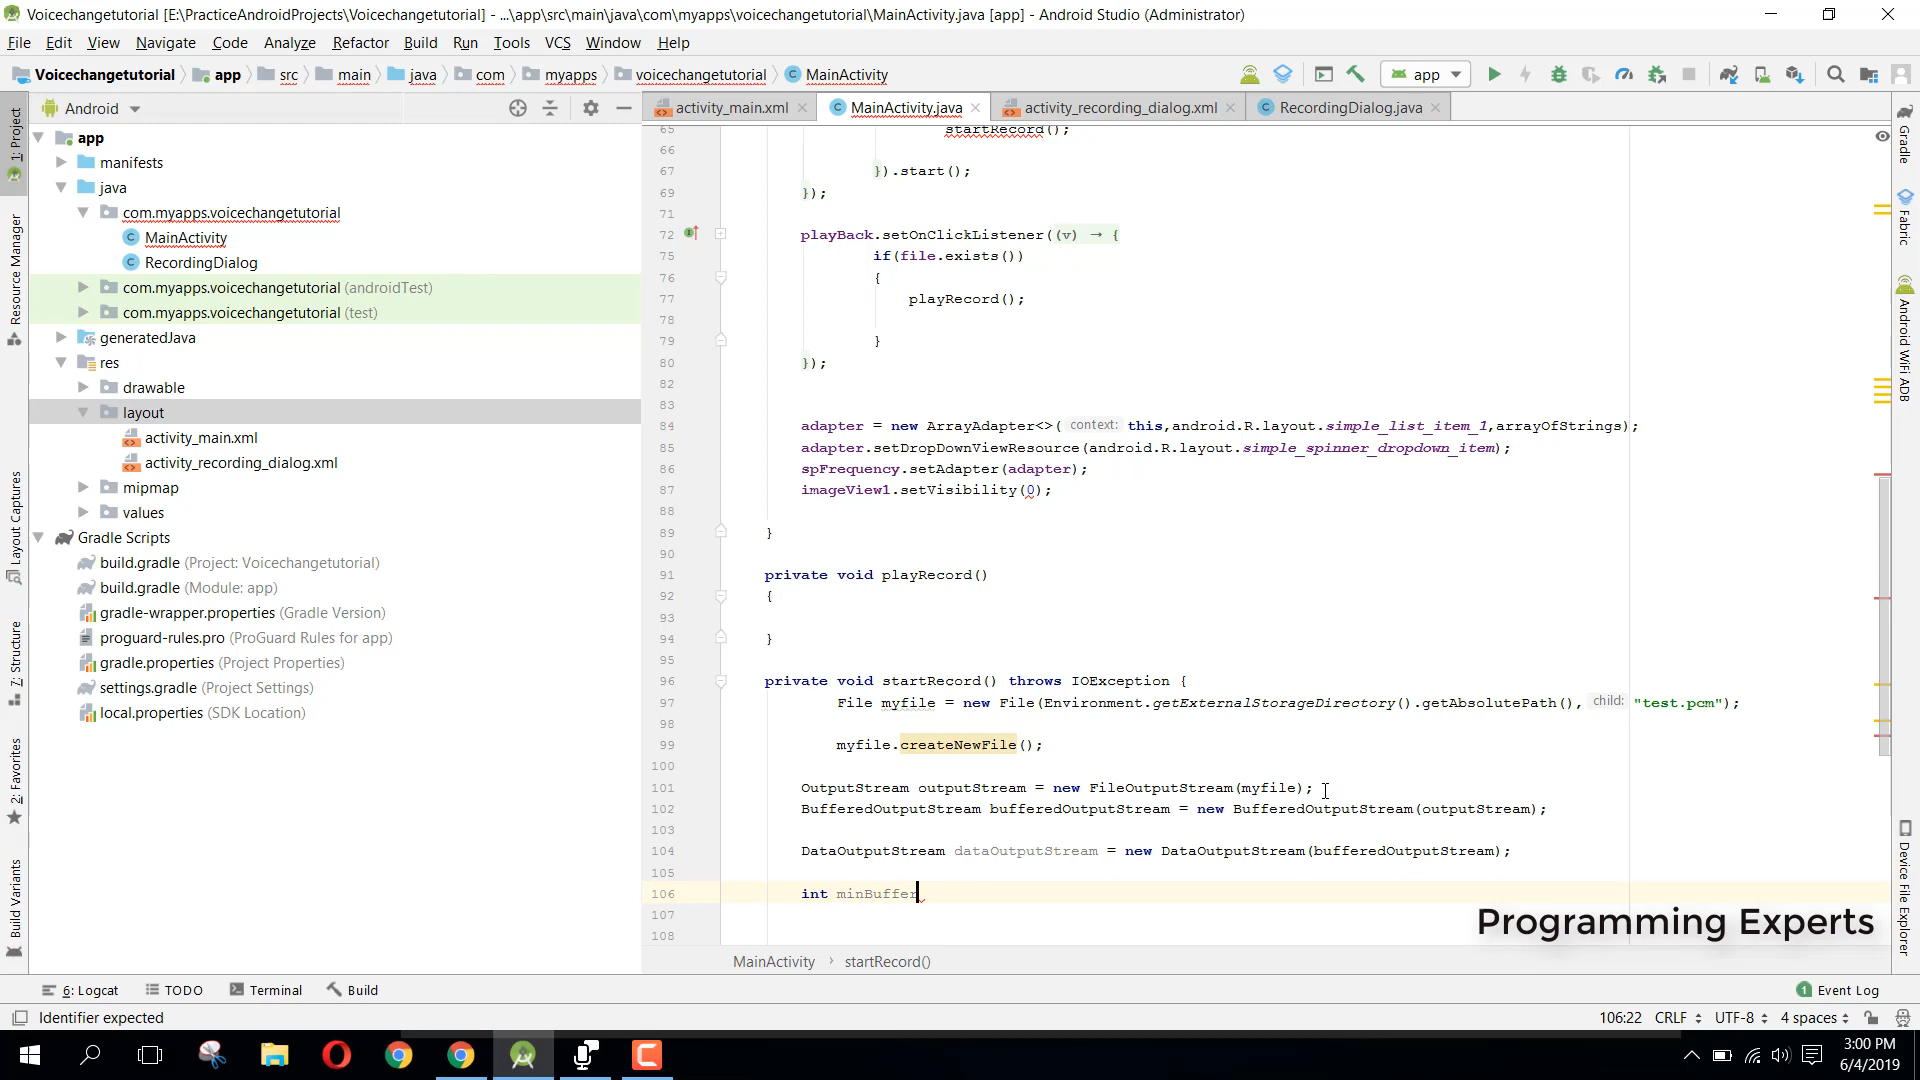 Voicechangetutorial [E:\PracticeAndroidProjects\Voicechangetutorial] - ...\app\src\main\java\com\myapps\voicechangetutorial\MainActivity.java [app] - Android Studio (Administrator)
File Edit View Navigate Code Analyze Refactor Build Run Tools VCS Window Help
Voicechangetutorial app src main java com myapps voicechangetutorial MainActivity app
Android
activity_main.xml MainActivity.java activity_recording_dialog.xml RecordingDialog.java
1: Project
Resource Manager
Layout Captures
7: Structure
2: Favorites
Build Variants
app
manifests
java
com.myapps.voicechangetutorial
MainActivity
RecordingDialog
com.myapps.voicechangetutorial (androidTest)
com.myapps.voicechangetutorial (test)
generatedJava
res
drawable
layout
activity_main.xml
activity_recording_dialog.xml
mipmap
values
Gradle Scripts
build.gradle (Project: Voicechangetutorial)
build.gradle (Module: app)
gradle-wrapper.properties (Gradle Version)
proguard-rules.pro (ProGuard Rules for app)
gradle.properties (Project Properties)
settings.gradle (Project Settings)
local.properties (SDK Location)
65 startRecord();
66
67 }).start();
69 });
71
72 playBack.setOnClickListener((v) → {
75 if(file.exists())
76 {
77 playRecord();
78
79 }
80 });
82
83
84 adapter = new ArrayAdapter<>( context: this,android.R.layout.simple_list_item_1,arrayOfStrings);
85 adapter.setDropDownViewResource(android.R.layout.simple_spinner_dropdown_item);
86 spFrequency.setAdapter(adapter);
87 imageView1.setVisibility(0);
88
89 }
90
91 private void playRecord()
92 {
93
94 }
95
96 private void startRecord() throws IOException {
97 File myfile = new File(Environment.getExternalStorageDirectory().getAbsolutePath(), child: "test.pcm");
98
99 myfile.createNewFile();
100
101 OutputStream outputStream = new FileOutputStream(myfile);
102 BufferedOutputStream bufferedOutputStream = new BufferedOutputStream(outputStream);
103
104 DataOutputStream dataOutputStream = new DataOutputStream(bufferedOutputStream);
105
106 int minBuffer
107
108
Programming Experts
MainActivity › startRecord()
Gradle
Fabric
Android WiFi ADB
Device File Explorer
6: Logcat TODO Terminal Build
1 Event Log
Identifier expected
106:22 CRLF UTF-8 4 spaces
3:00 PM
6/4/2019